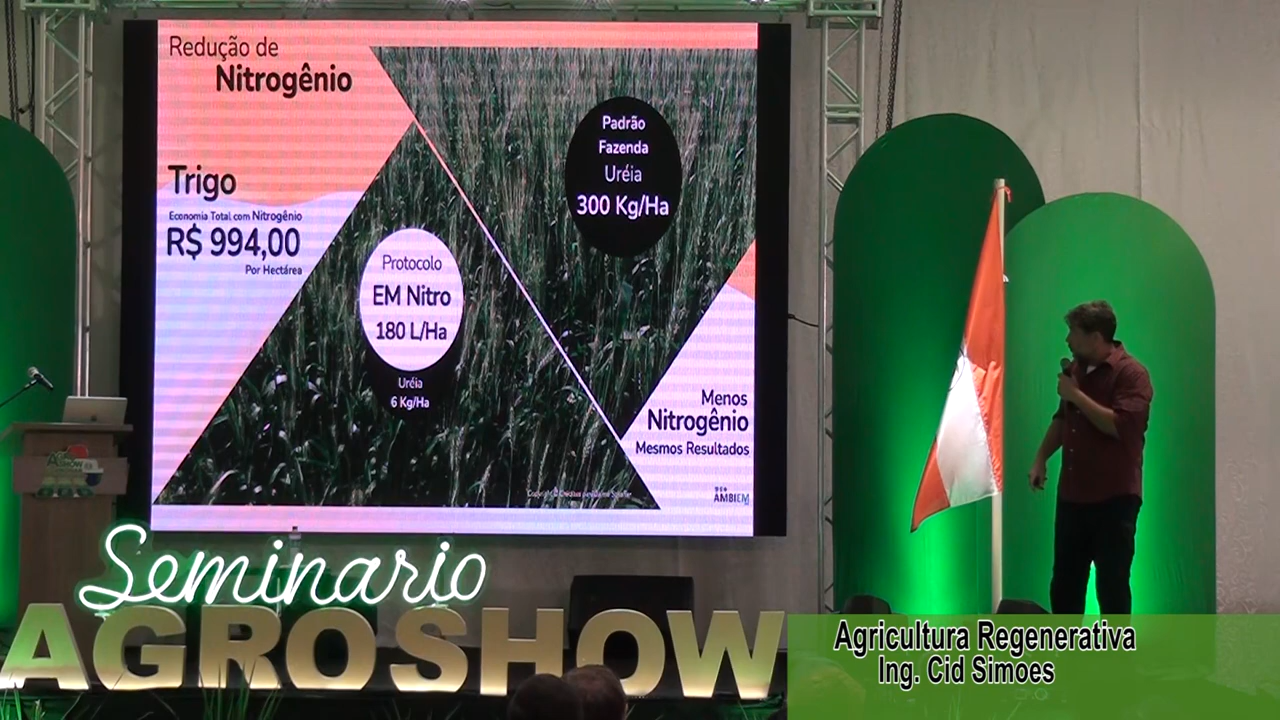 Redução de
Nitrogênio
Trigo
Economia Total com Nitrogênio
R$ 994,00
Por Hectárea
Padrão
Fazenda
Uréia
300 Kg/Ha
Protocolo
EM Nitro
180 L/Ha
Uréia
6 Kg/Ha
Menos
Nitrogênio
Mesmos Resultados
AMBIEM
AGROSHOW
Seminario
AGROSHOW
Agricultura Regenerativa
Ing. Cid Simoes